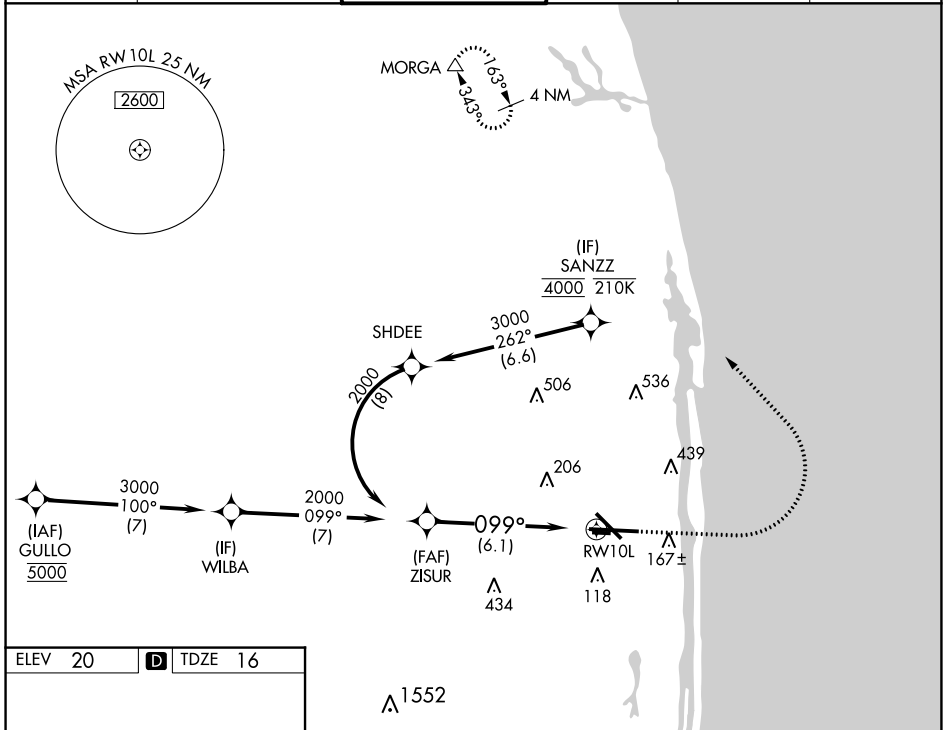 MSA RW 10L 25 NM
2600
MORGA
163°
343°
4 NM
(IF)
SANZZ
4000 210K
SHDEE
3000
262°
(6.6)
2000
(8)
506
536
439
206
3000
100°
(7)
2000
099°
(7)
099°
(6.1)
(IAF)
GULLO
5000
(IF)
WILBA
(FAF)
ZISUR
RW10L
167±
434
118
ELEV 20 D TDZE 16
1552